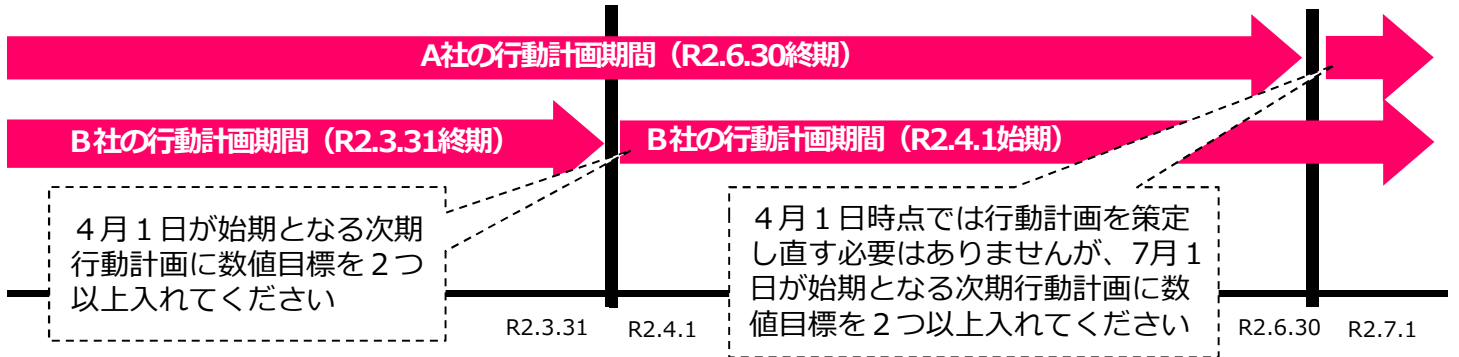 A社の行動計画期間（R2.6.30終期）
B社の行動計画期間（R2.3.31終期）
B社の行動計画期間（R2.4.1始期）
４月１日が始期となる次期
行動計画に数値目標を２つ
以上入れてください
４月１日時点では行動計画を策定
し直す必要はありませんが、7月１
日が始期となる次期行動計画に数
値目標を２つ以上入れてください
R2.3.31
R2.4.1
R2.6.30
R2.7.1